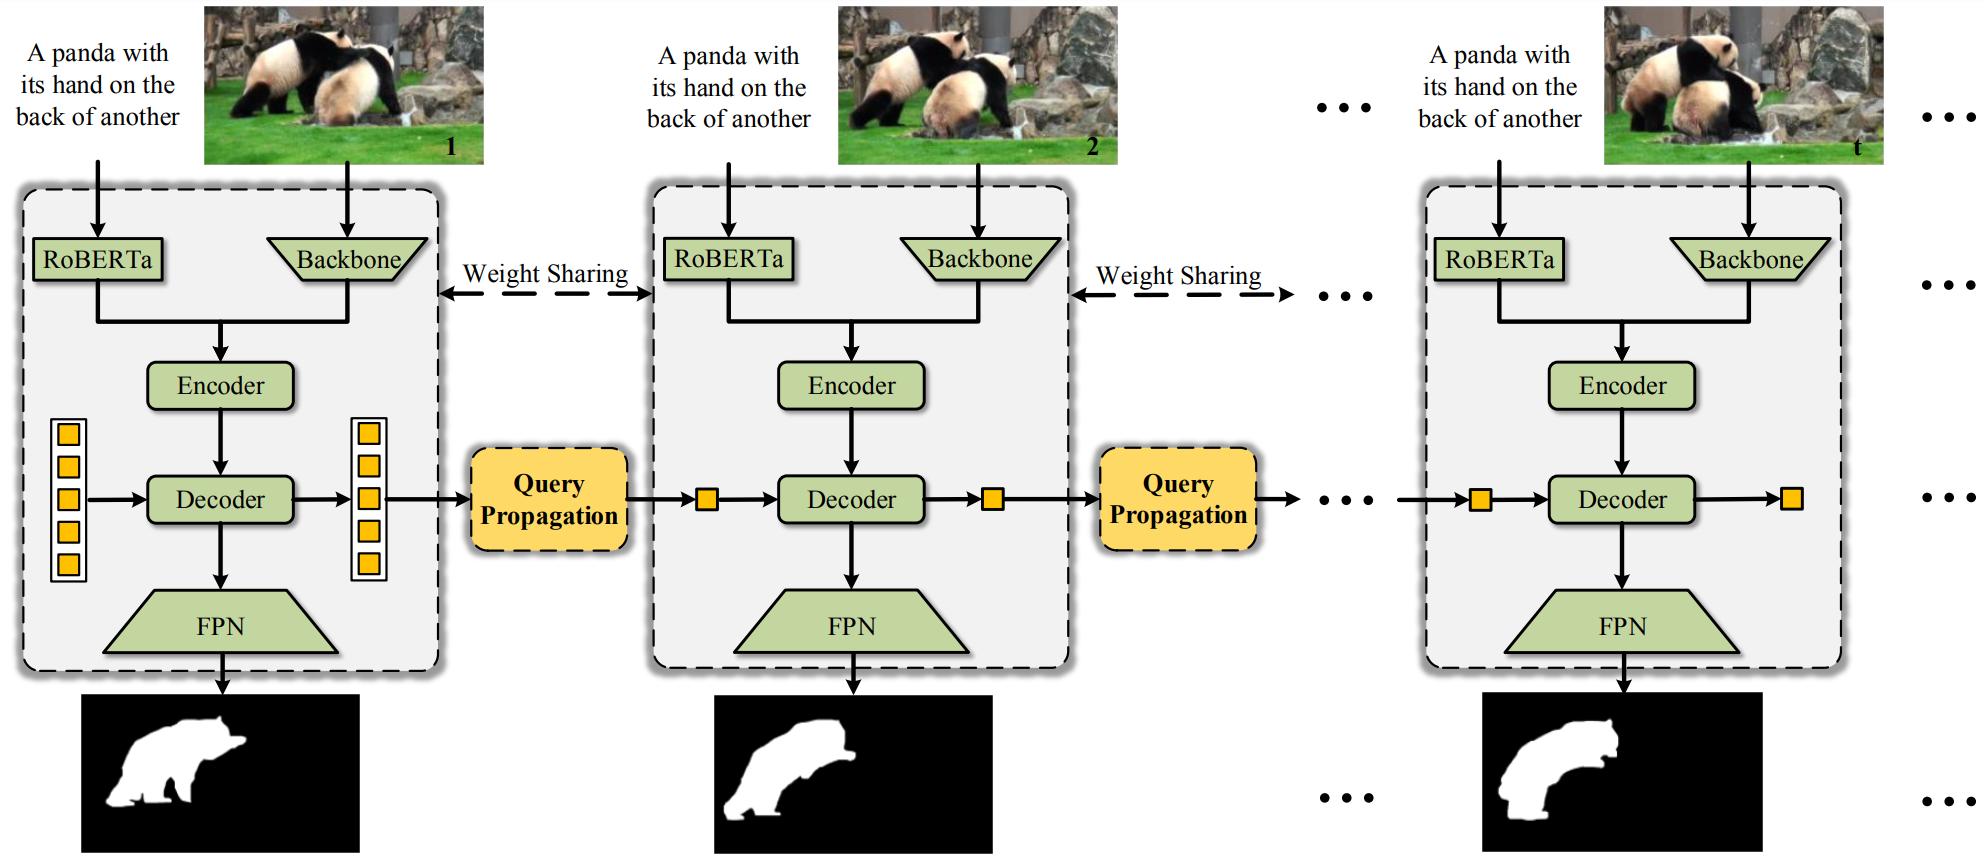 A panda with
its hand on the
back of another
1
A panda with
its hand on the
back of another
2
A panda with
its hand on the
back of another
t
RoBERTa
Backbone
Weight Sharing
RoBERTa
Backbone
Weight Sharing
RoBERTa
Backbone
Encoder
Encoder
Encoder
Decoder
Query
Propagation
Decoder
Query
Propagation
Decoder
FPN
FPN
FPN